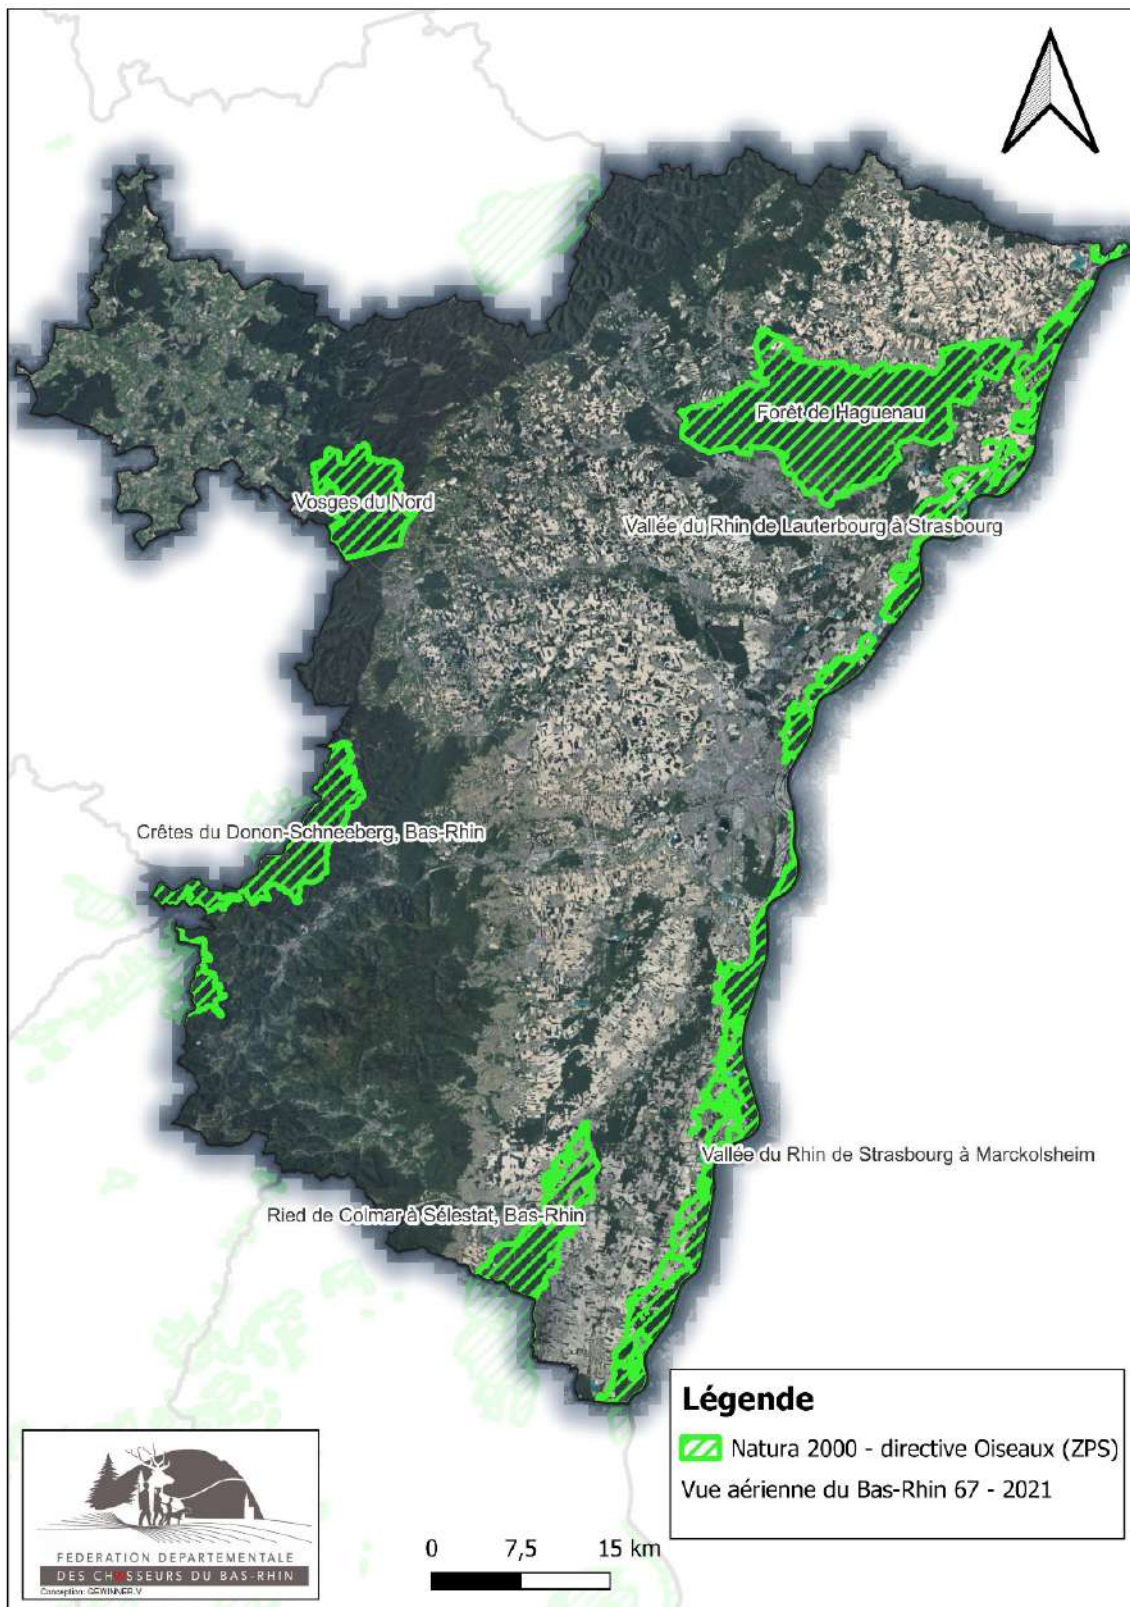 Forêt de Haguenau
Vosges du Nord
Vallée du Rhin de Lauterbourg à Strasbourg
Crêtes du Donon-Schneeberg, Bas-Rhin
Vallée du Rhin de Strasbourg à Marckolsheim
Ried de Colmar à Sélestat, Bas-Rhin
Légende
Natura 2000 - directive Oiseaux (ZPS)
Vue aérienne du Bas-Rhin 67 - 2021
FEDERATION DEPARTEMENTALE
DES CHASSEURS DU BAS-RHIN
Conception: GEWINNER.V
0 7,5 15 km